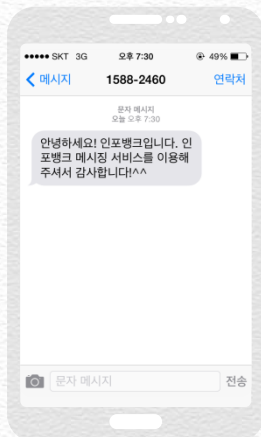 ●●●●● SKT 3G 오후 7:30 49%
메시지 1588-2460 연락처
문자 메시지
오늘 오후 7:30
안녕하세요! 인포뱅크입니다. 인
포뱅크 메시징 서비스를 이용해
주셔서 감사합니다!^^
문자 메시지 전송